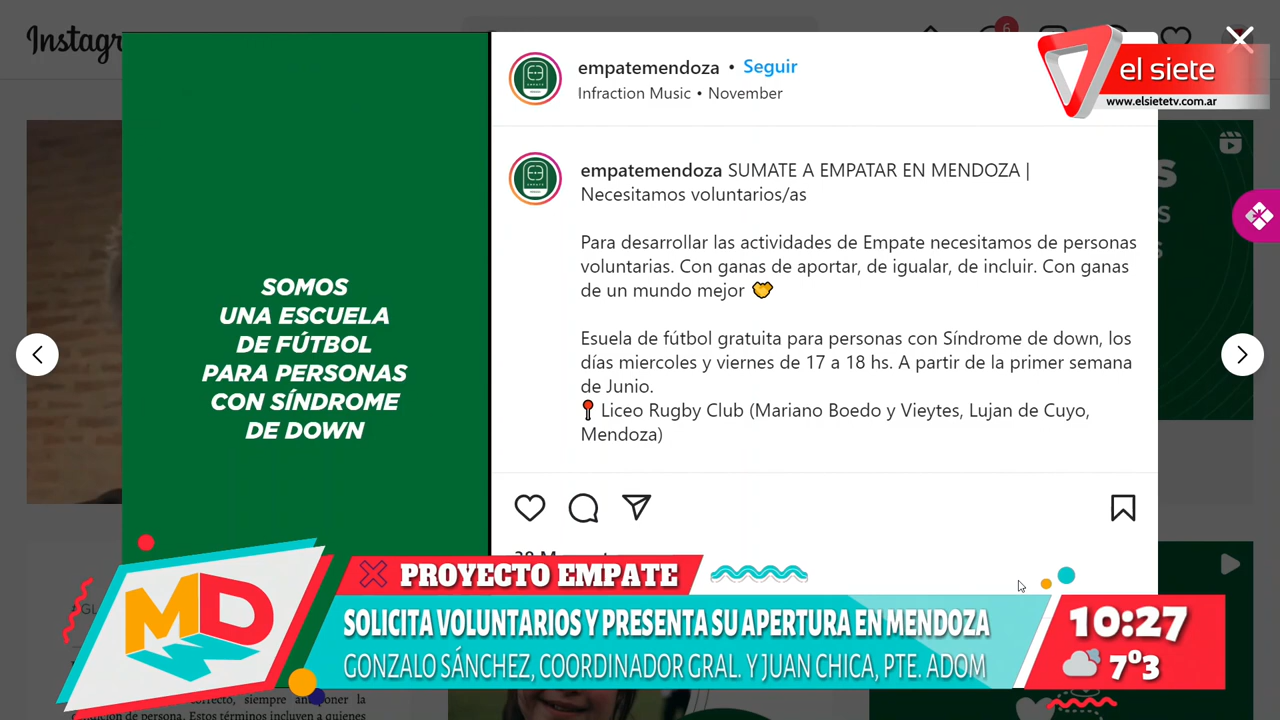 6
el siete
www.elsietetv.com.ar
empatemendoza • Seguir
Infraction Music • November
empatemendoza SUMATE A EMPATAR EN MENDOZA |
Necesitamos voluntarios/as
Para desarrollar las actividades de Empate necesitamos de personas
voluntarias. Con ganas de aportar, de igualar, de incluir. Con ganas
de un mundo mejor
Esuela de fútbol gratuita para personas con Síndrome de down, los
días miercoles y viernes de 17 a 18 hs. A partir de la primer semana
de Junio.
Liceo Rugby Club (Mariano Boedo y Vieytes, Lujan de Cuyo,
Mendoza)
SOMOS
UNA ESCUELA
DE FÚTBOL
PARA PERSONAS
CON SÍNDROME
DE DOWN
MD
PROYECTO EMPATE
SOLICITA VOLUNTARIOS Y PRESENTA SU APERTURA EN MENDOZA
GONZALO SÁNCHEZ, COORDINADOR GRAL. Y JUAN CHICA, PTE. ADOM
10:27
7º3